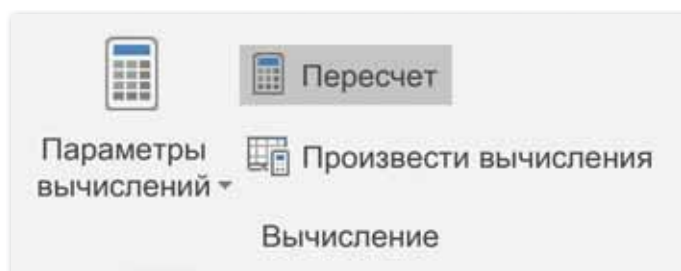 Пересчет
Параметры
вычислений
Произвести вычисления
Вычисление